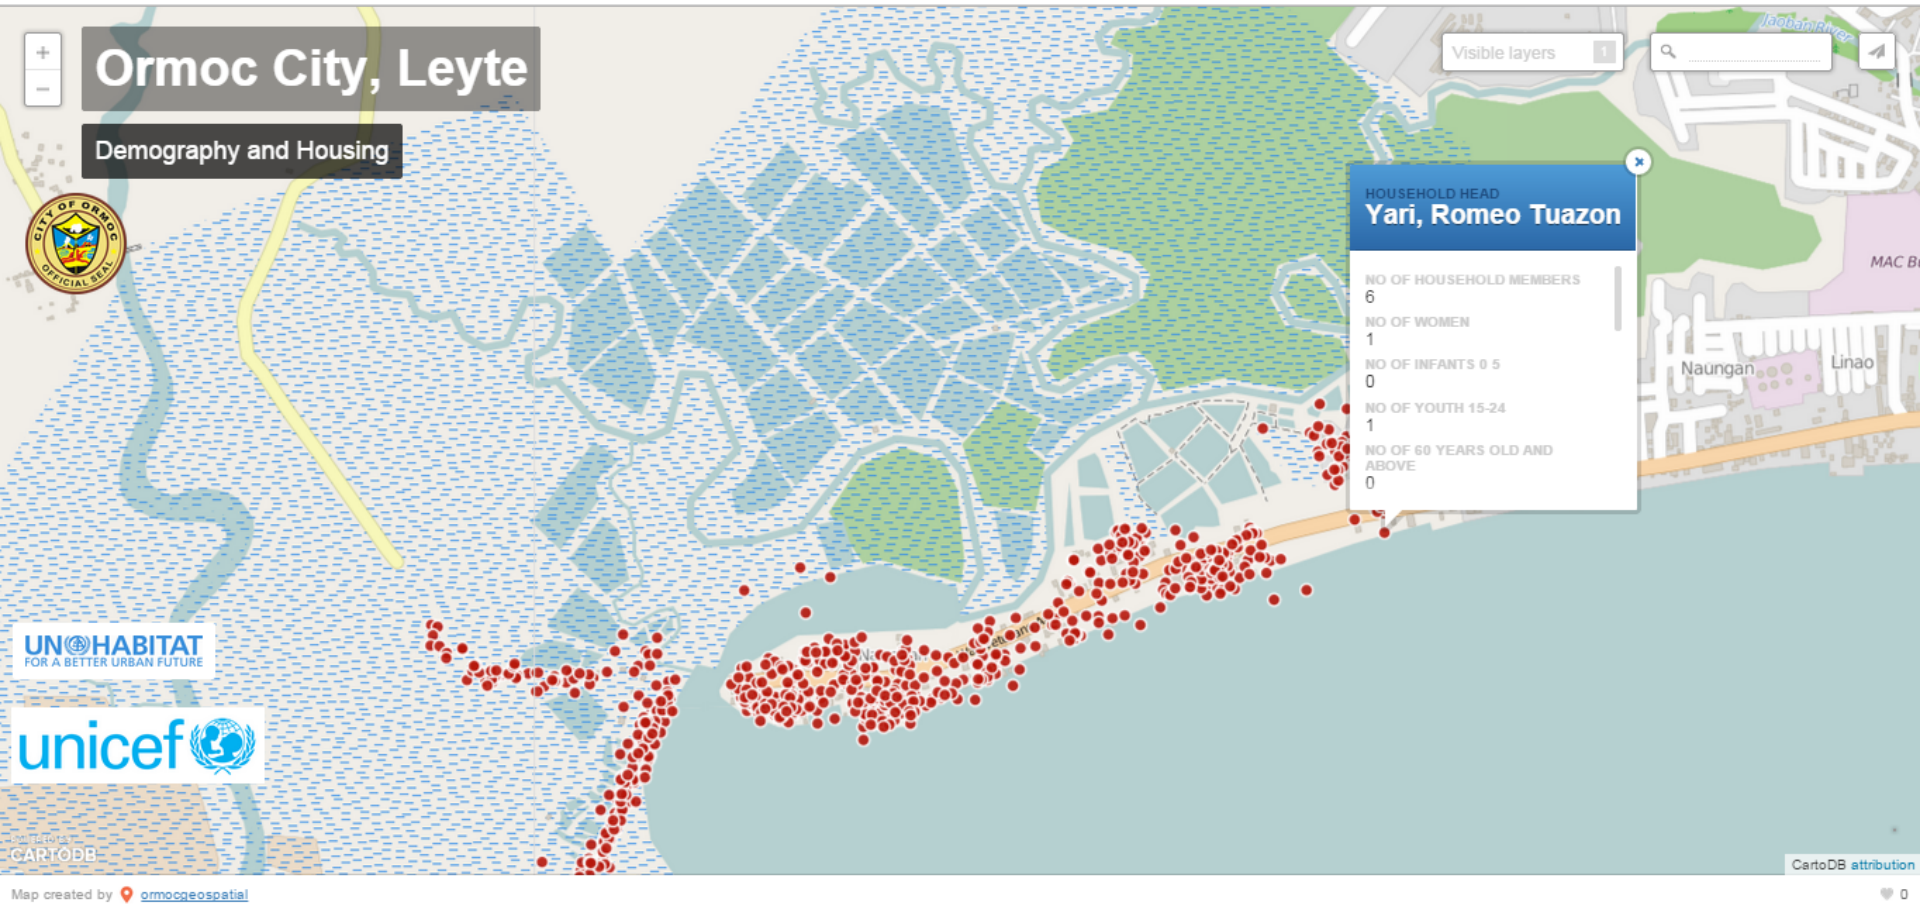 Ormoc City, Leyte
Demography and Housing
CITY OF ORMOC
OFFICIAL SEAL
Visible layers 1
Jaoban River
HOUSEHOLD HEAD
Yari, Romeo Tuazon
NO OF HOUSEHOLD MEMBERS
6
NO OF WOMEN
1
NO OF INFANTS 0 5
0
NO OF YOUTH 15-24
1
NO OF 60 YEARS OLD AND
ABOVE
0
MAC B
Naungan
Linao
UN HABITAT
FOR A BETTER URBAN FUTURE
unicef
CARTODB
CartoDB attribution
Map created by ormocgeospatial
0